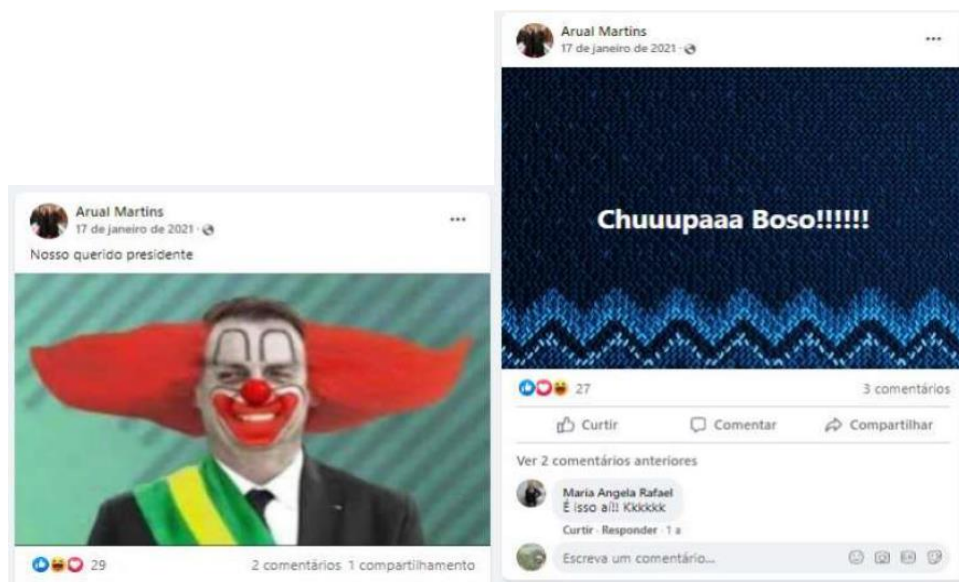 Arual Martins
17 de janeiro de 2021
Nosso querido presidente
29
2 comentários 1 compartilhamento
Arual Martins
17 de janeiro de 2021
Chuuupaaa Boso!!!!!!
27
3 comentários
Curtir Comentar Compartilhar
Ver 2 comentários anteriores
Maria Angela Rafael
É isso aí!! Kkkkkk
Curtir · Responder · 1 a
Escreva um comentário...